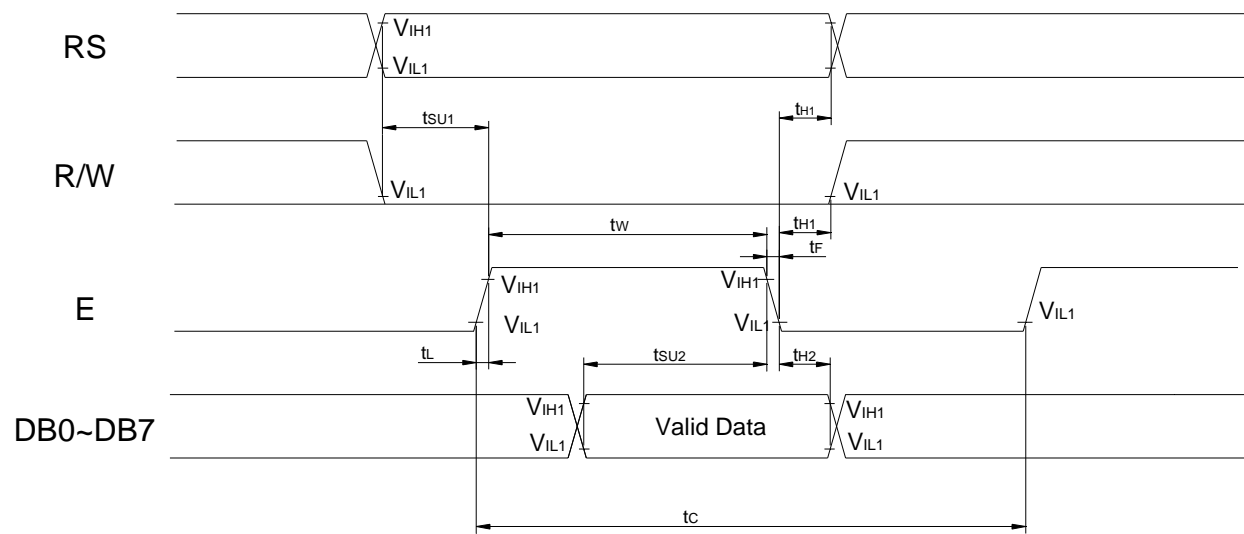 RS
VIH1
VIL1
tSU1
tH1
R/W
VIL1
VIL1
tW
tH1
tF
E
VIH1
VIH1
VIL1
VIL1
VIL1
tL
tSU2
tH2
DB0~DB7
VIH1
Valid Data
VIH1
VIL1
VIL1
tC